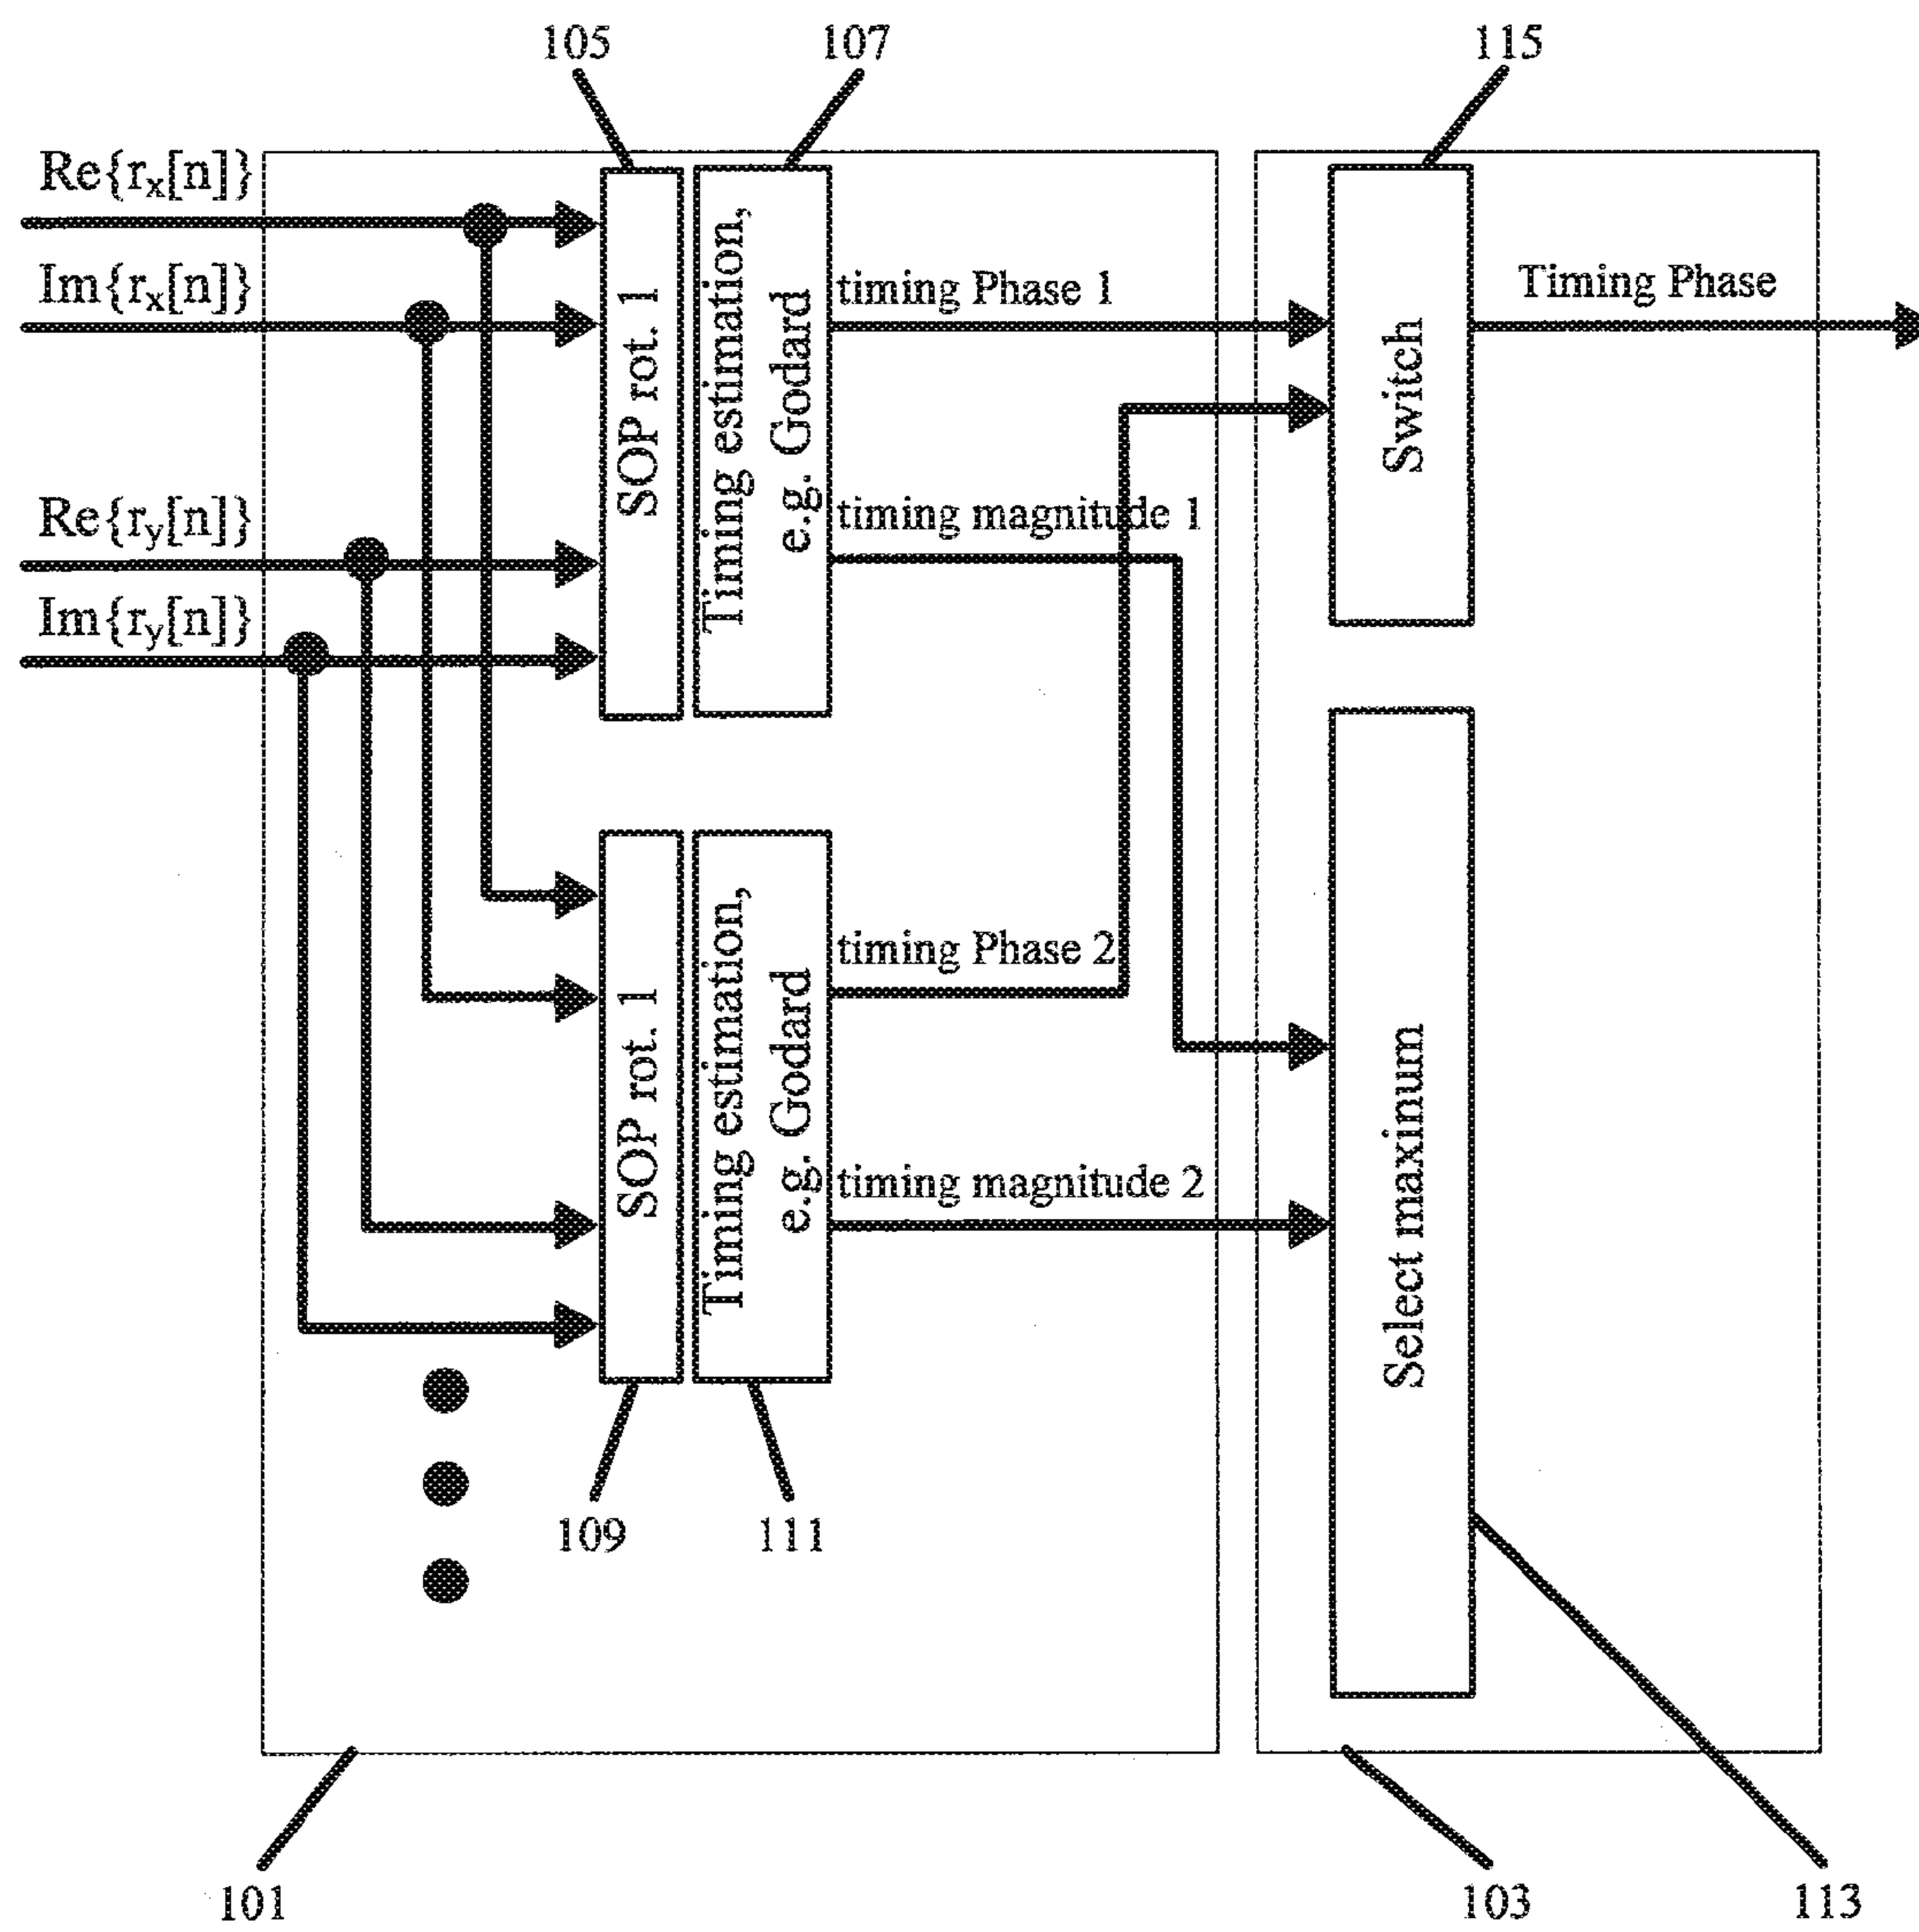 105
107
115
Re{rx[n]}
Im{rx[n]}
Re{ry[n]}
Im{ry[n]}
SOP rot. 1
Timing estimation,
e.g. Godard
timing Phase 1
timing magnitude 1
Switch
Timing Phase
SOP rot. 1
Timing estimation,
e.g. Godard
timing Phase 2
timing magnitude 2
Select maximum
109
111
101
103
113